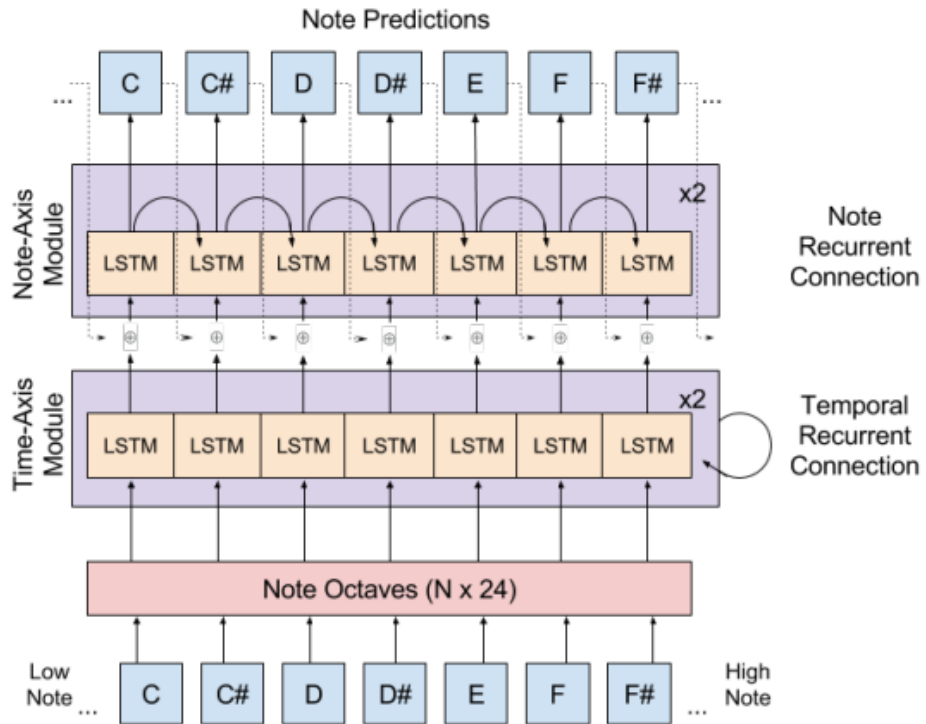 Note Predictions
... C C# D D# E F F# ...
Note-Axis
Module
x2
LSTM LSTM LSTM LSTM LSTM LSTM LSTM
Note
Recurrent
Connection
⊕ ⊕ ⊕ ⊕ ⊕ ⊕ ⊕
Time-Axis
Module
x2
LSTM LSTM LSTM LSTM LSTM LSTM LSTM
Temporal
Recurrent
Connection
Note Octaves (N x 24)
Low
Note ...
C C# D D# E F F#
High
... Note